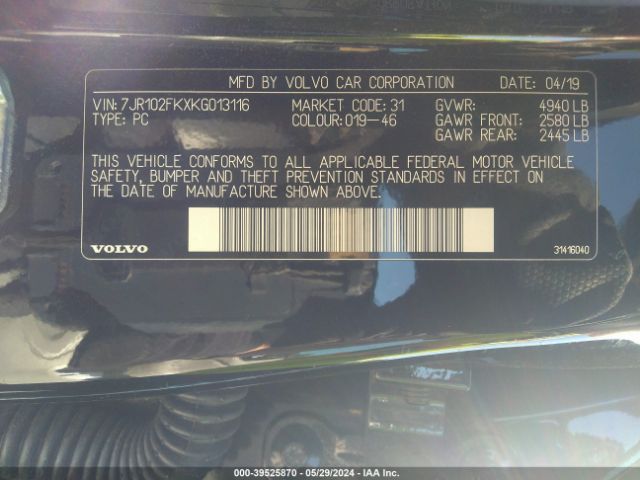 MFD BY VOLVO CAR CORPORATION DATE: 04/19
VIN: 7JR102FKXKG013116 MARKET CODE: 31 GVWR: 4940 LB
TYPE: PC COLOUR: 019-46 GAWR FRONT: 2580 LB
GAWR REAR: 2445 LB
THIS VEHICLE CONFORMS TO ALL APPLICABLE FEDERAL MOTOR VEHICLE
SAFETY, BUMPER AND THEFT PREVENTION STANDARDS IN EFFECT ON
THE DATE OF MANUFACTURE SHOWN ABOVE.
VOLVO 31416040
000-39525870 - 05/29/2024 - IAA Inc.